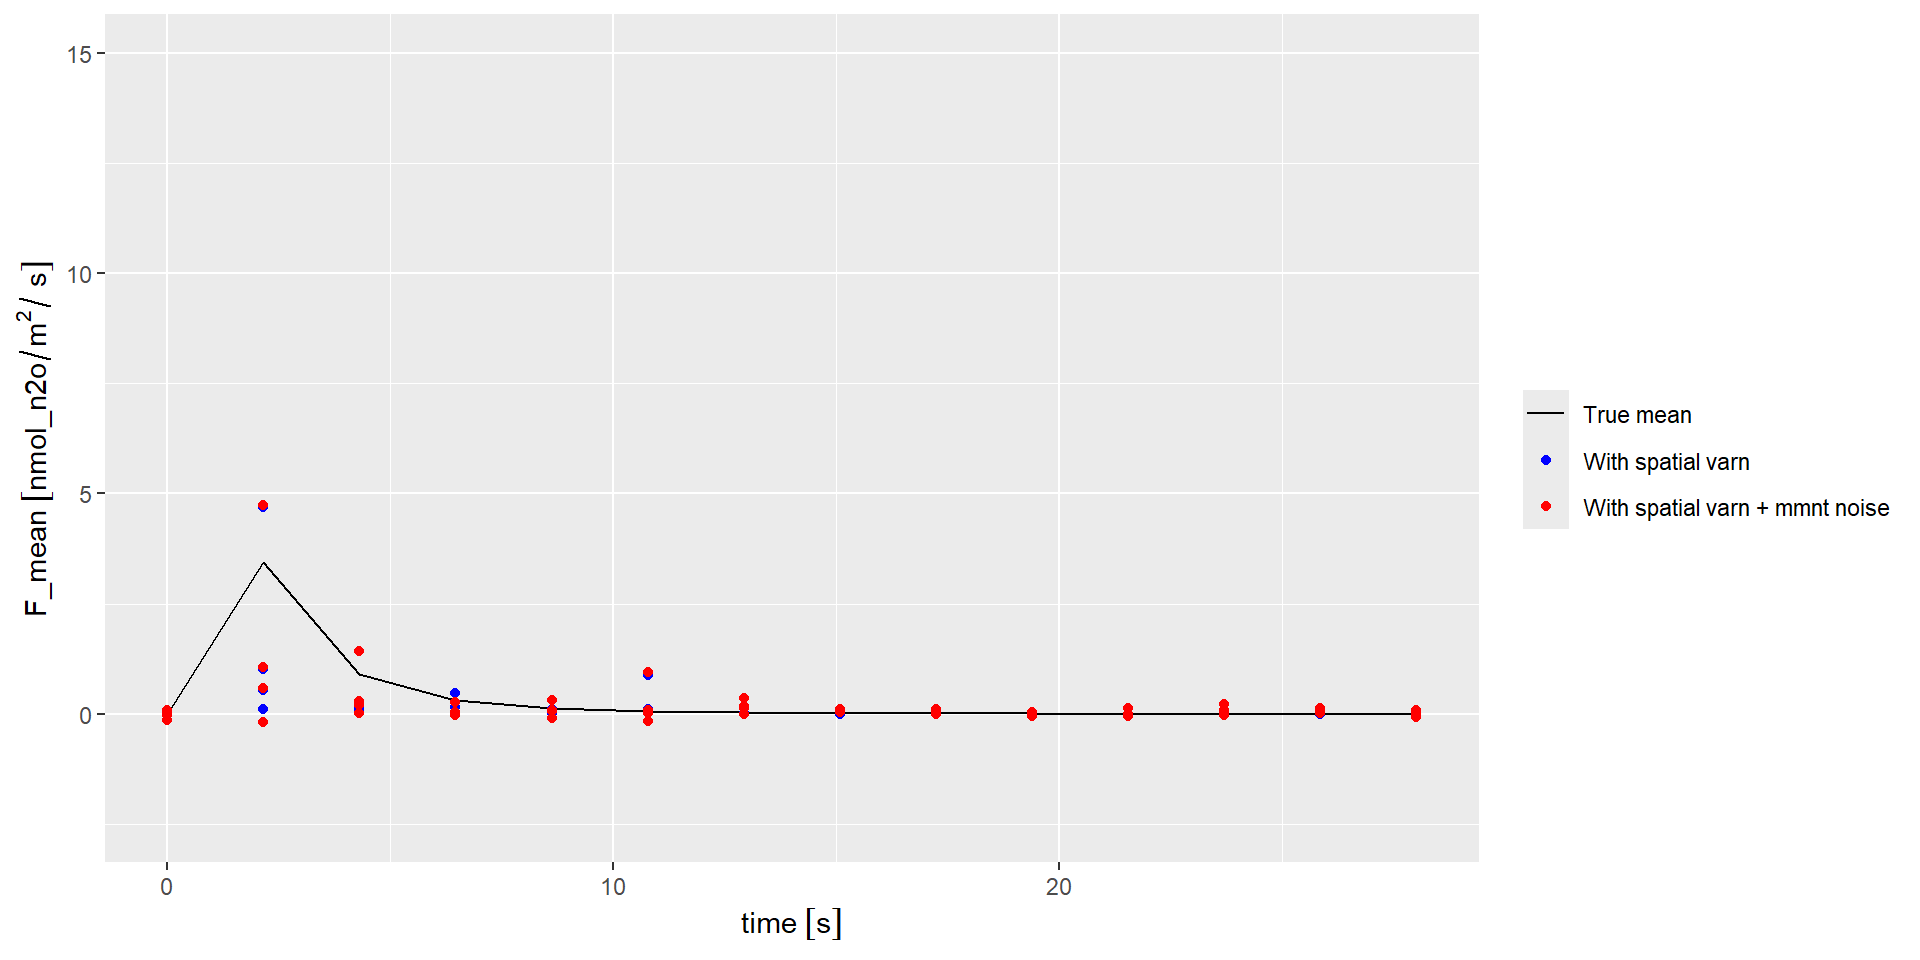 15
10
5
0
F_mean [nmol_n2o/m²/s]
0 10 20
time [s]
True mean
With spatial varn
With spatial varn + mmnt noise